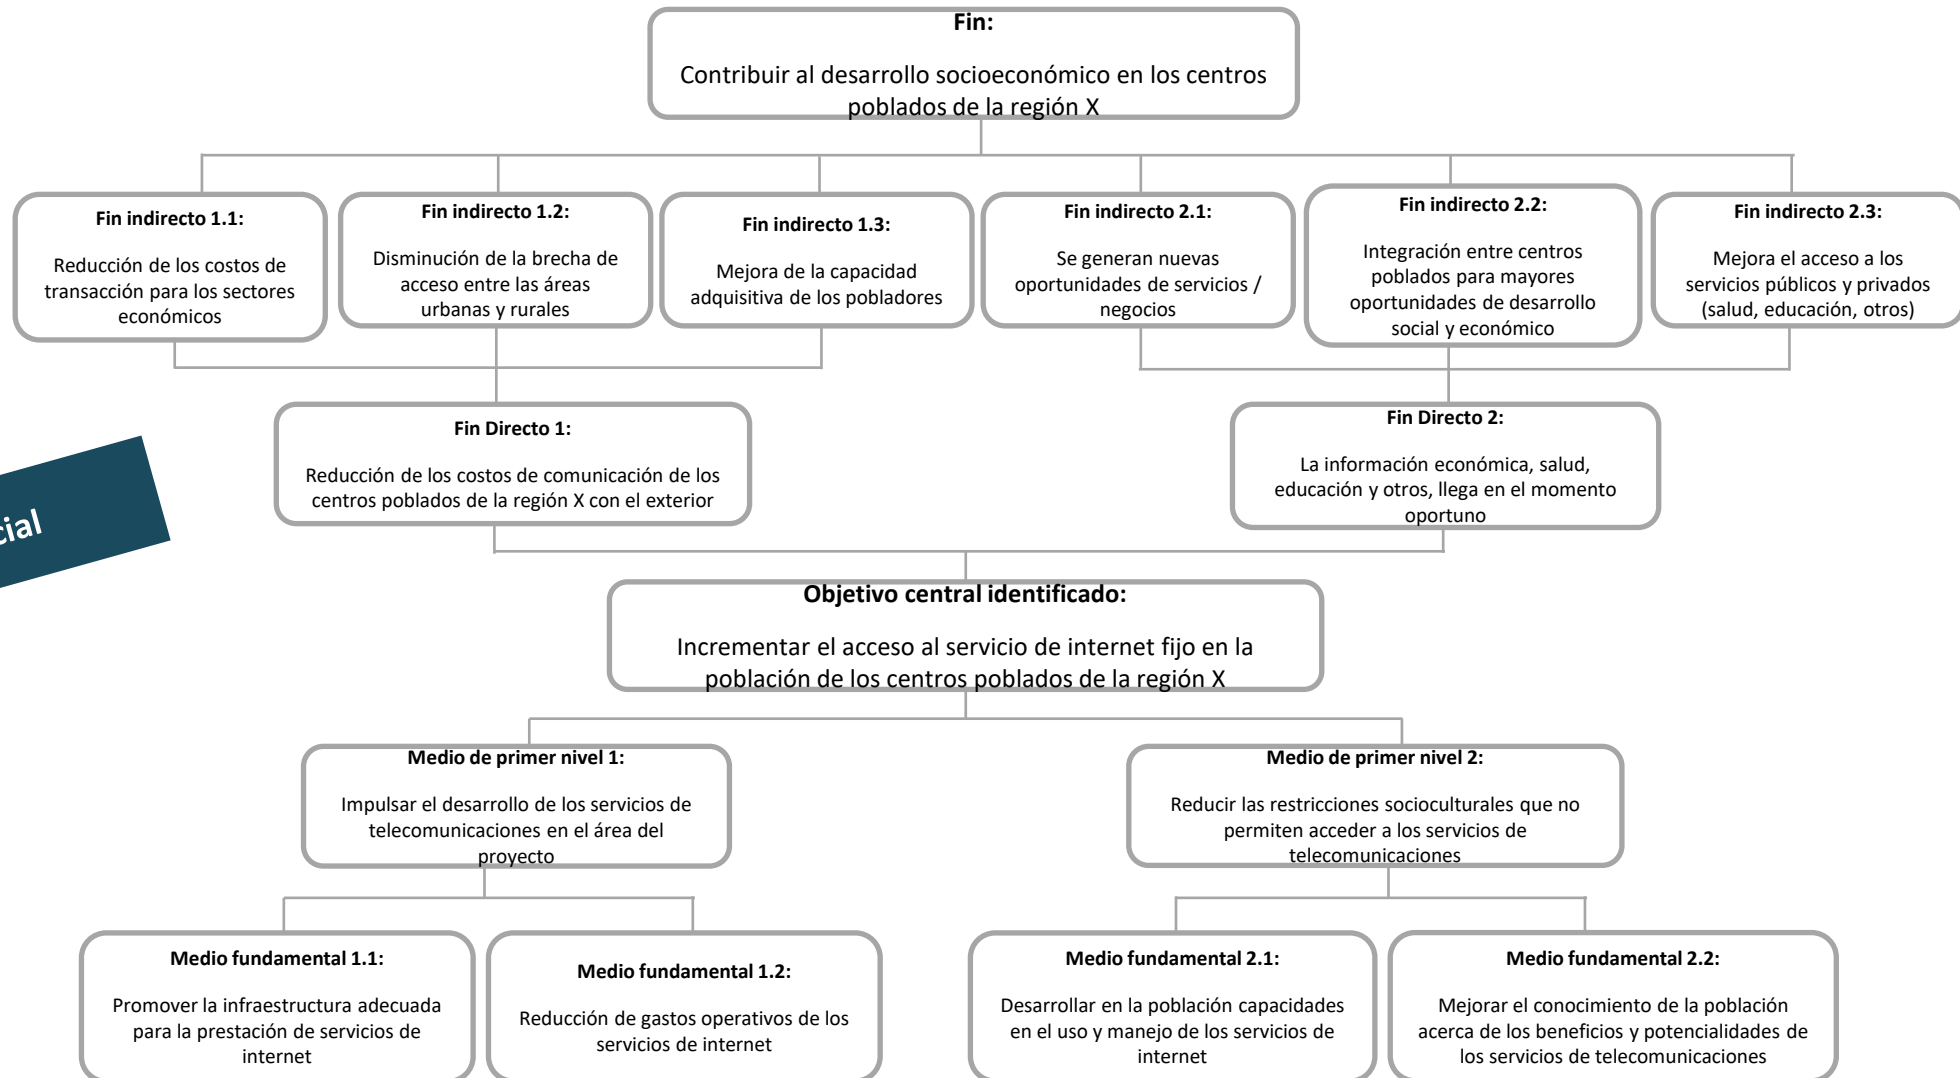 Fin:
Contribuir al desarrollo socioeconómico en los centros
poblados de la región X
Fin indirecto 1.1:
Reducción de los costos de
transacción para los sectores
económicos
Fin indirecto 1.2:
Disminución de la brecha de
acceso entre las áreas
urbanas y rurales
Fin indirecto 1.3:
Mejora de la capacidad
adquisitiva de los pobladores
Fin indirecto 2.1:
Se generan nuevas
oportunidades de servicios /
negocios
Fin indirecto 2.2:
Integración entre centros
poblados para mayores
oportunidades de desarrollo
social y económico
Fin indirecto 2.3:
Mejora el acceso a los
servicios públicos y privados
(salud, educación, otros)
Fin Directo 1:
Reducción de los costos de comunicación de los
centros poblados de la región X con el exterior
Fin Directo 2:
La información económica, salud,
educación y otros, llega en el momento
oportuno
cial
Objetivo central identificado:
Incrementar el acceso al servicio de internet fijo en la
población de los centros poblados de la región X
Medio de primer nivel 1:
Impulsar el desarrollo de los servicios de
telecomunicaciones en el área del
proyecto
Medio de primer nivel 2:
Reducir las restricciones socioculturales que no
permiten acceder a los servicios de
telecomunicaciones
Medio fundamental 1.1:
Promover la infraestructura adecuada
para la prestación de servicios de
internet
Medio fundamental 1.2:
Reducción de gastos operativos de los
servicios de internet
Medio fundamental 2.1:
Desarrollar en la población capacidades
en el uso y manejo de los servicios de
internet
Medio fundamental 2.2:
Mejorar el conocimiento de la población
acerca de los beneficios y potencialidades de
los servicios de telecomunicaciones